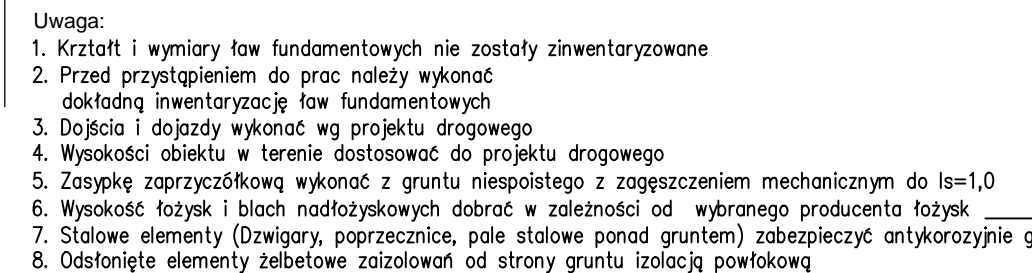 Uwaga:
1. Krztałt i wymiary ław fundamentowych nie zostały zinwentaryzowane
2. Przed przystąpieniem do prac należy wykonać
dokładną inwentaryzację ław fundamentowych
3. Dojścia i dojazdy wykonać wg projektu drogowego
4. Wysokości obiektu w terenie dostosować do projektu drogowego
5. Zasypkę zaprzyczółkową wykonać z gruntu niespoistego z zagęszczeniem mechanicznym do Is=1,0
6. Wysokość łożysk i blach nadłożyskowych dobrać w zależności od wybranego producenta łożysk
7. Stalowe elementy (Dzwigary, poprzecznice, pale stalowe ponad gruntem) zabezpieczyć antykorozyjnie
8. Odsłonięte elementy żelbetowe zaizolowań od strony gruntu izolacją powłokową